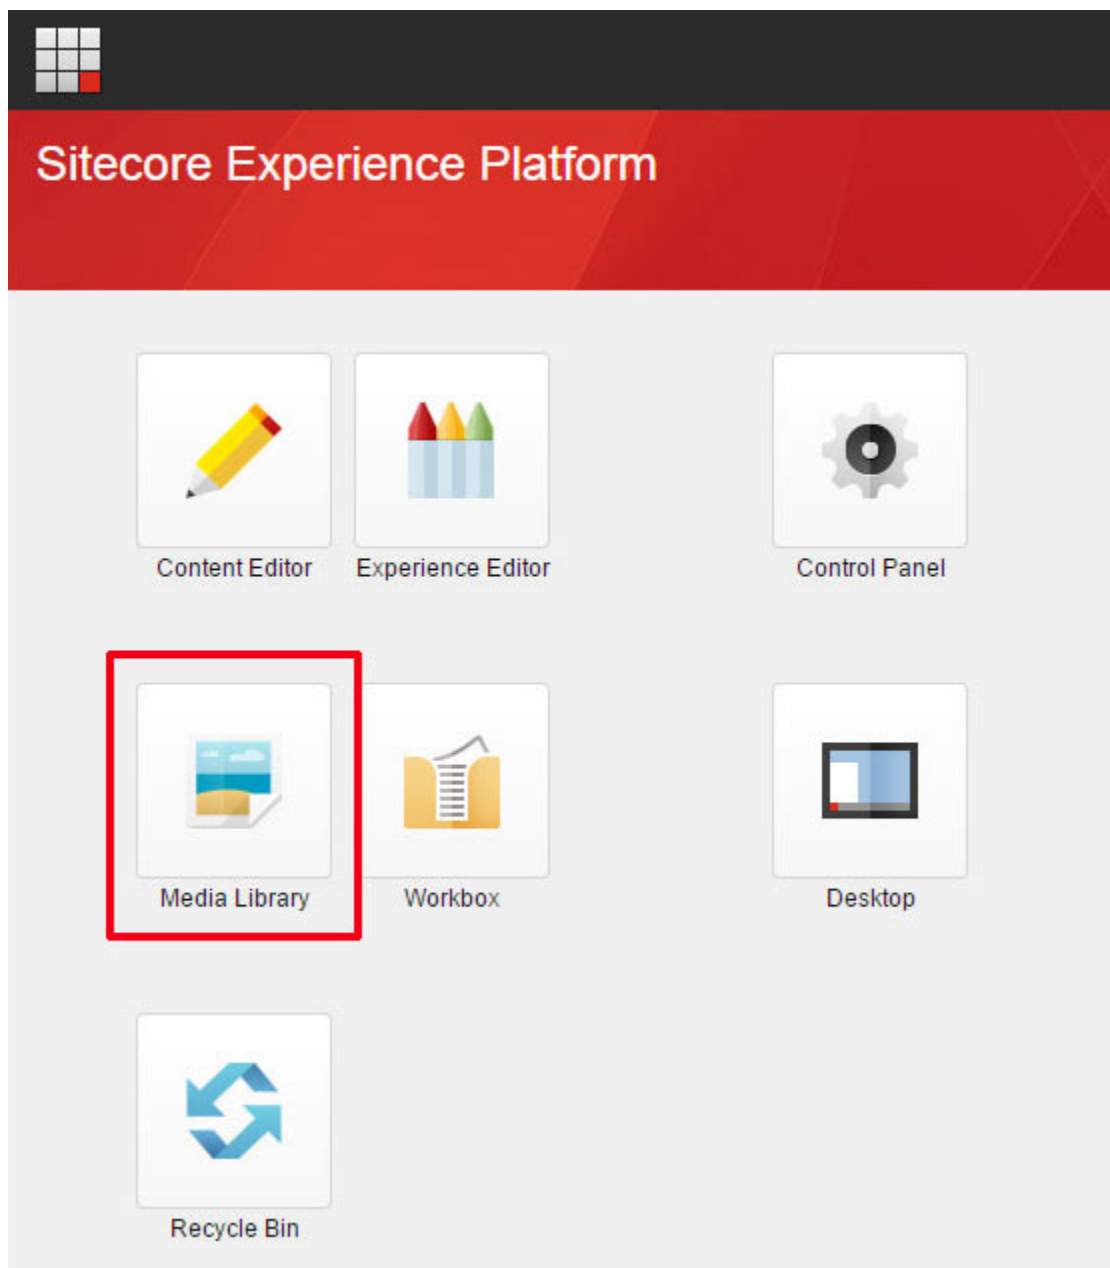 Sitecore Experience Platform
Content Editor
Experience Editor
Control Panel
Media Library
Workbox
Desktop
Recycle Bin